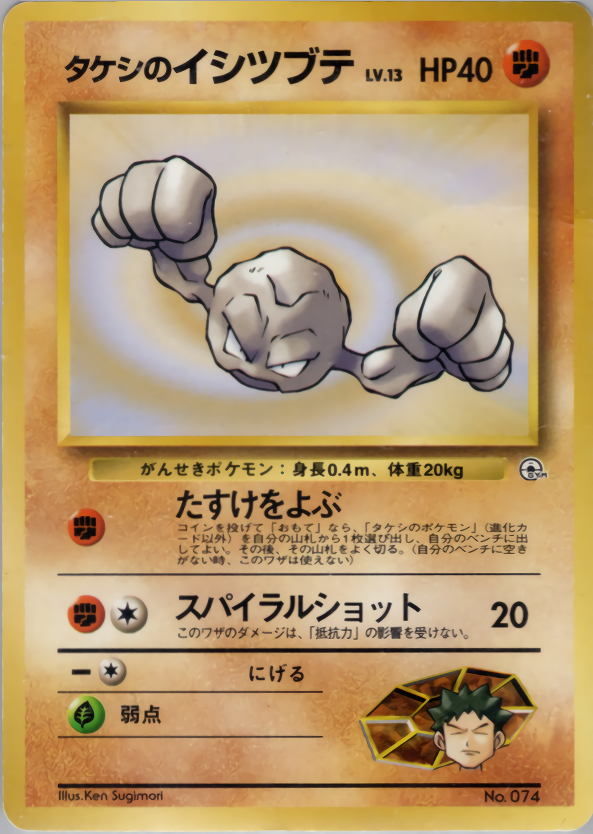 タケシのイシツブテ LV.13 HP40
がんせきポケモン：身長0.4m、体重20kg
GYM
たすけをよぶ
コインを投げて「おもて」なら、「タケシのポケモン」（進化カ
ード以外）を自分の山札から1枚選び出し、自分のベンチに出
してよい。その後、その山札をよく切る。（自分のベンチに空き
がない時、このワザは使えない）
スパイラルショット 20
このワザのダメージは、「抵抗力」の影響を受けない。
にげる
弱点
Illus.Ken Sugimori No. 074